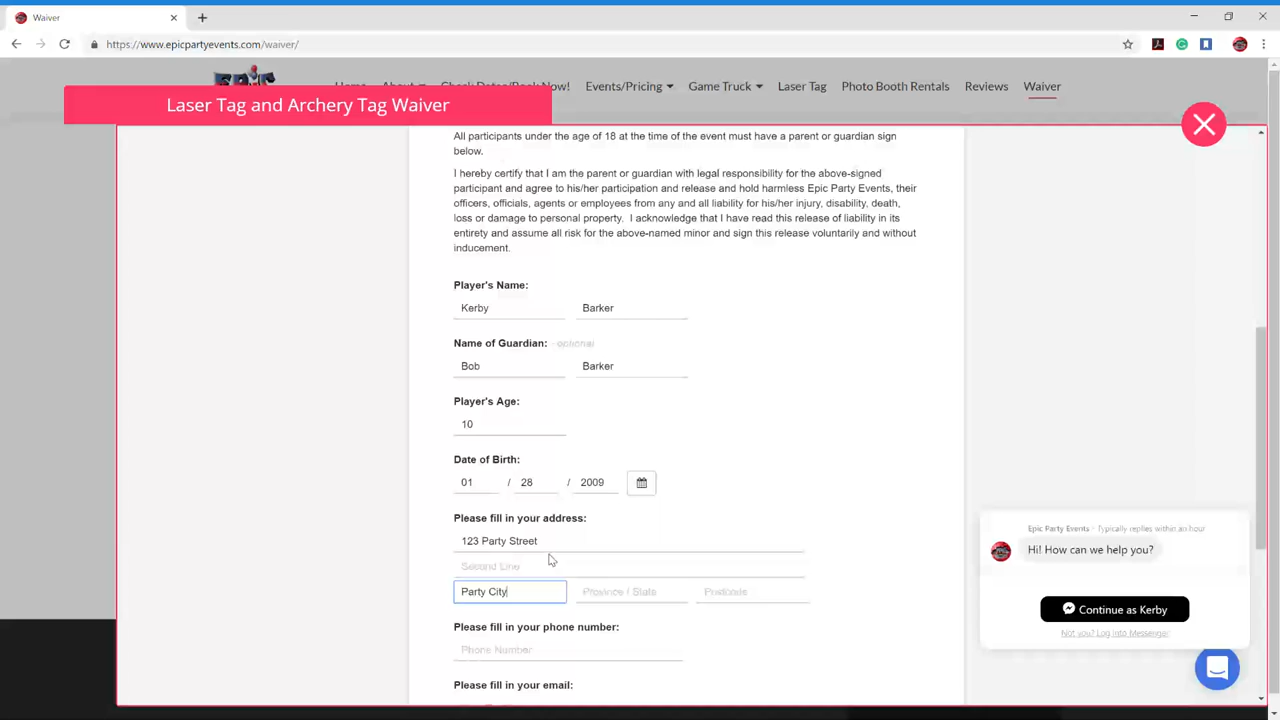 Waiver
https://www.epicpartyevents.com/waiver/
EPIC
Home About Check Dates/Book Now! Events/Pricing Game Truck Laser Tag Photo Booth Rentals Reviews Waiver
Laser Tag and Archery Tag Waiver
All participants under the age of 18 at the time of the event must have a parent or guardian sign
below.
I hereby certify that I am the parent or guardian with legal responsibility for the above-signed
participant and agree to his/her participation and release and hold harmless Epic Party Events, their
officers, officials, agents or employees from any and all liability for his/her injury, disability, death,
loss or damage to personal property. I acknowledge that I have read this release of liability in its
entirety and assume all risk for the above-named minor and sign this release voluntarily and without
inducement.
Player's Name:
Kerby Barker
Name of Guardian: - optional
Bob Barker
Player's Age:
10
Date of Birth:
01 / 28 / 2009
Please fill in your address:
123 Party Street
Second Line
Party City Province / State Postcode
Please fill in your phone number:
Phone Number
Please fill in your email:
Epic Party Events · Typically replies within an hour
Hi! How can we help you?
Continue as Kerby
Not you? Log Into Messenger